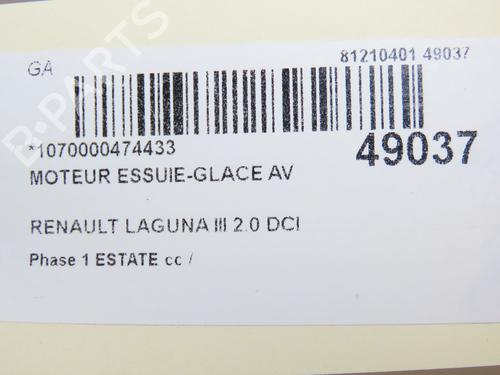 GA
81210401 49037
*1070000474433
49037
MOTEUR ESSUIE-GLACE AV
RENAULT LAGUNA III 2.0 DCI
Phase 1 ESTATE cc /
B-PARTS